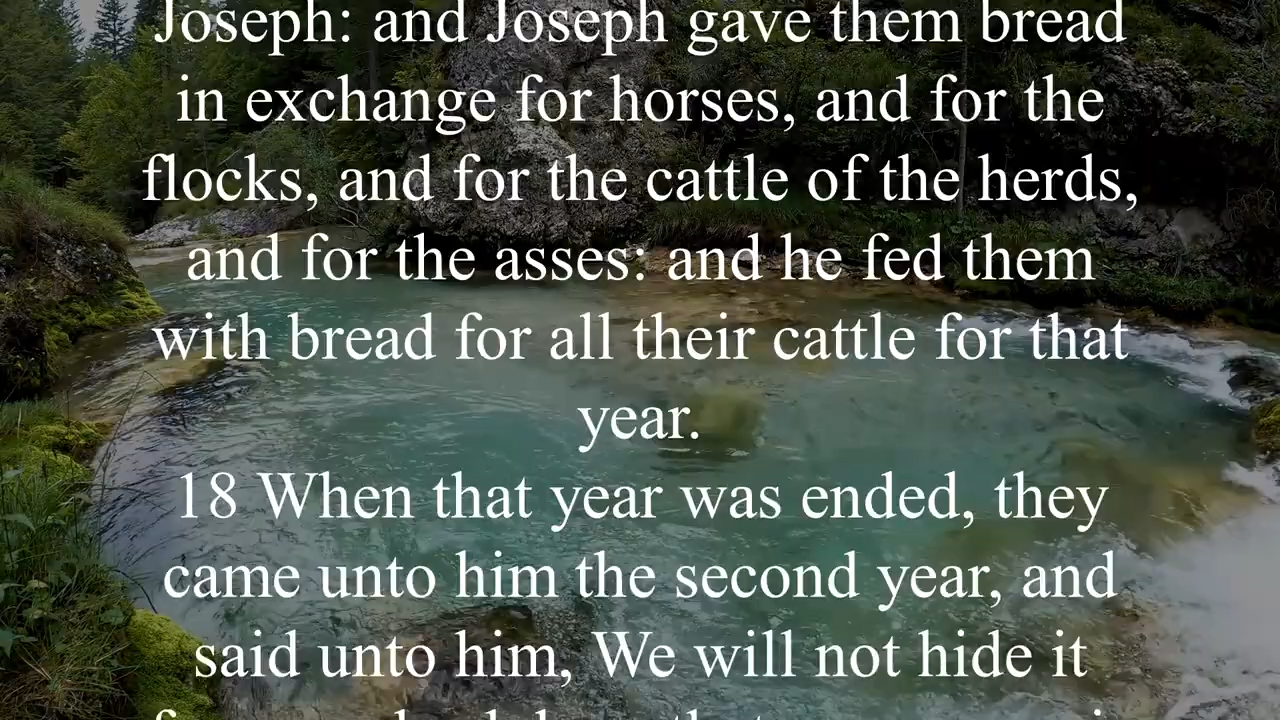 Joseph: and Joseph gave them bread
in exchange for horses, and for the
flocks, and for the cattle of the herds,
and for the asses: and he fed them
with bread for all their cattle for that
year.
18 When that year was ended, they
came unto him the second year, and
said unto him, We will not hide it